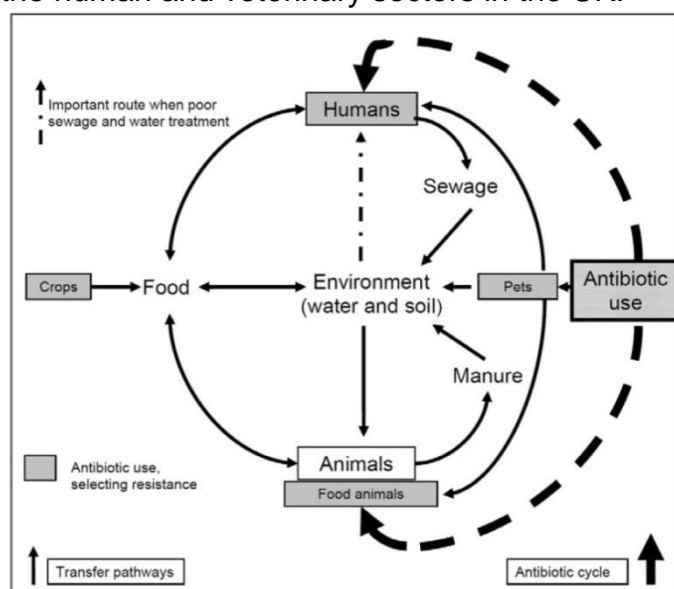 the human and veterinary sectors in the UK.
Important route when poor
sewage and water treatment
Humans
Sewage
Crops
Food
Environment
(water and soil)
Pets
Antibiotic
use
Manure
Animals
Food animals
Antibiotic use,
selecting resistance
Transfer pathways
Antibiotic cycle